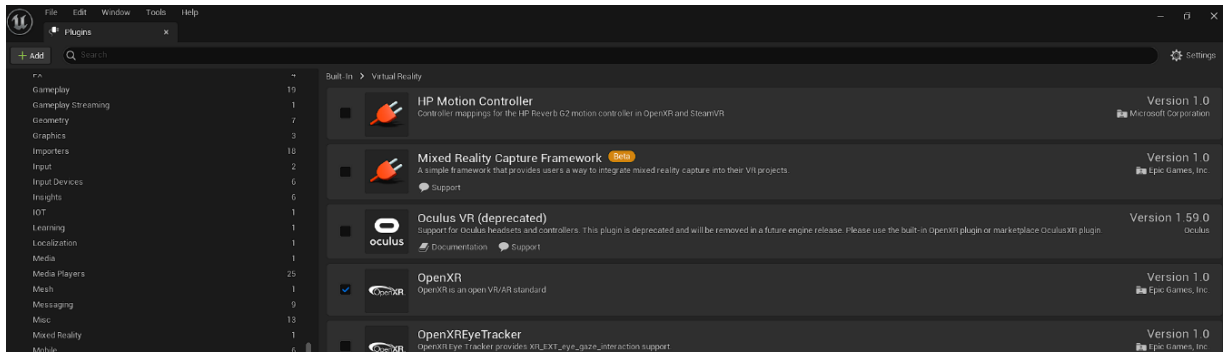 File Edit Window Tools Help
Plugins ×
+ Add Search Settings
FX 4
Gameplay 19
Gameplay Streaming 1
Geometry 7
Graphics 3
Importers 18
Input 2
Input Devices 6
Insights 6
IOT 1
Learning 1
Localization 1
Media 1
Media Players 25
Mesh 1
Messaging 9
Misc 13
Mixed Reality 1
Mobile 6
Built-In > Virtual Reality
HP Motion Controller
Controller mappings for the HP Reverb G2 motion controller in OpenXR and SteamVR
Version 1.0
Microsoft Corporation
Mixed Reality Capture Framework Beta
A simple framework that provides users a way to integrate mixed reality capture into their VR projects.
Support
Version 1.0
Epic Games, Inc.
oculus
Oculus VR (deprecated)
Support for Oculus headsets and controllers. This plugin is deprecated and will be removed in a future engine release. Please use the built-in OpenXR plugin or marketplace OculusXR plugin.
Documentation Support
Version 1.59.0
Oculus
OpenXR
OpenXR
OpenXR is an open VR/AR standard
Version 1.0
Epic Games, Inc.
OpenXR
OpenXREyeTracker
OpenXR Eye Tracker provides XR_EXT_eye_gaze_interaction support
Version 1.0
Epic Games, Inc.